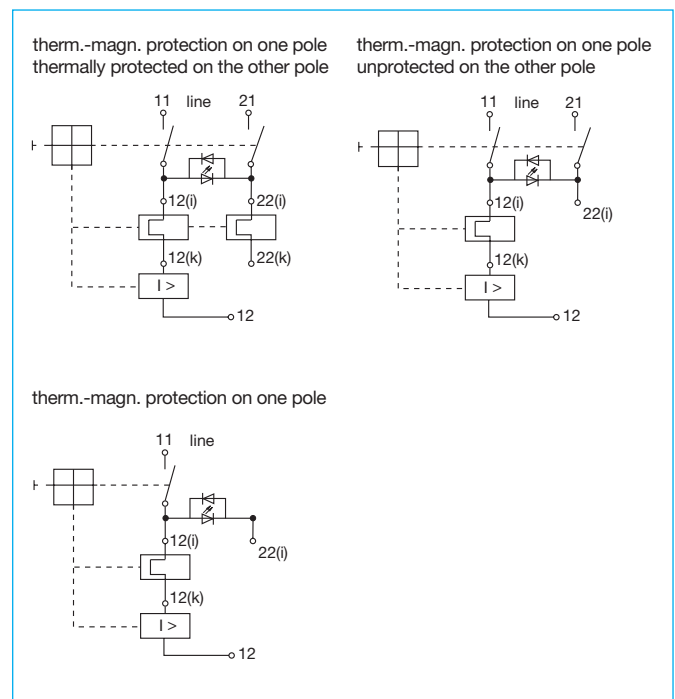 therm.-magn. protection on one pole
thermally protected on the other pole
11 line 21
12(i) 22(i)
12(k) 22(k)
I >
12
therm.-magn. protection on one pole
unprotected on the other pole
11 line 21
12(i)
22(i)
12(k)
I >
12
therm.-magn. protection on one pole
11 line
12(i)
22(i)
12(k)
I >
12